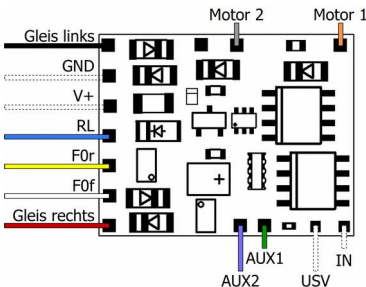 Motor 2
Motor 1
Gleis links
GND
V+
RL
F0r
F0f
Gleis rechts
AUX1
IN
AUX2
USV
+